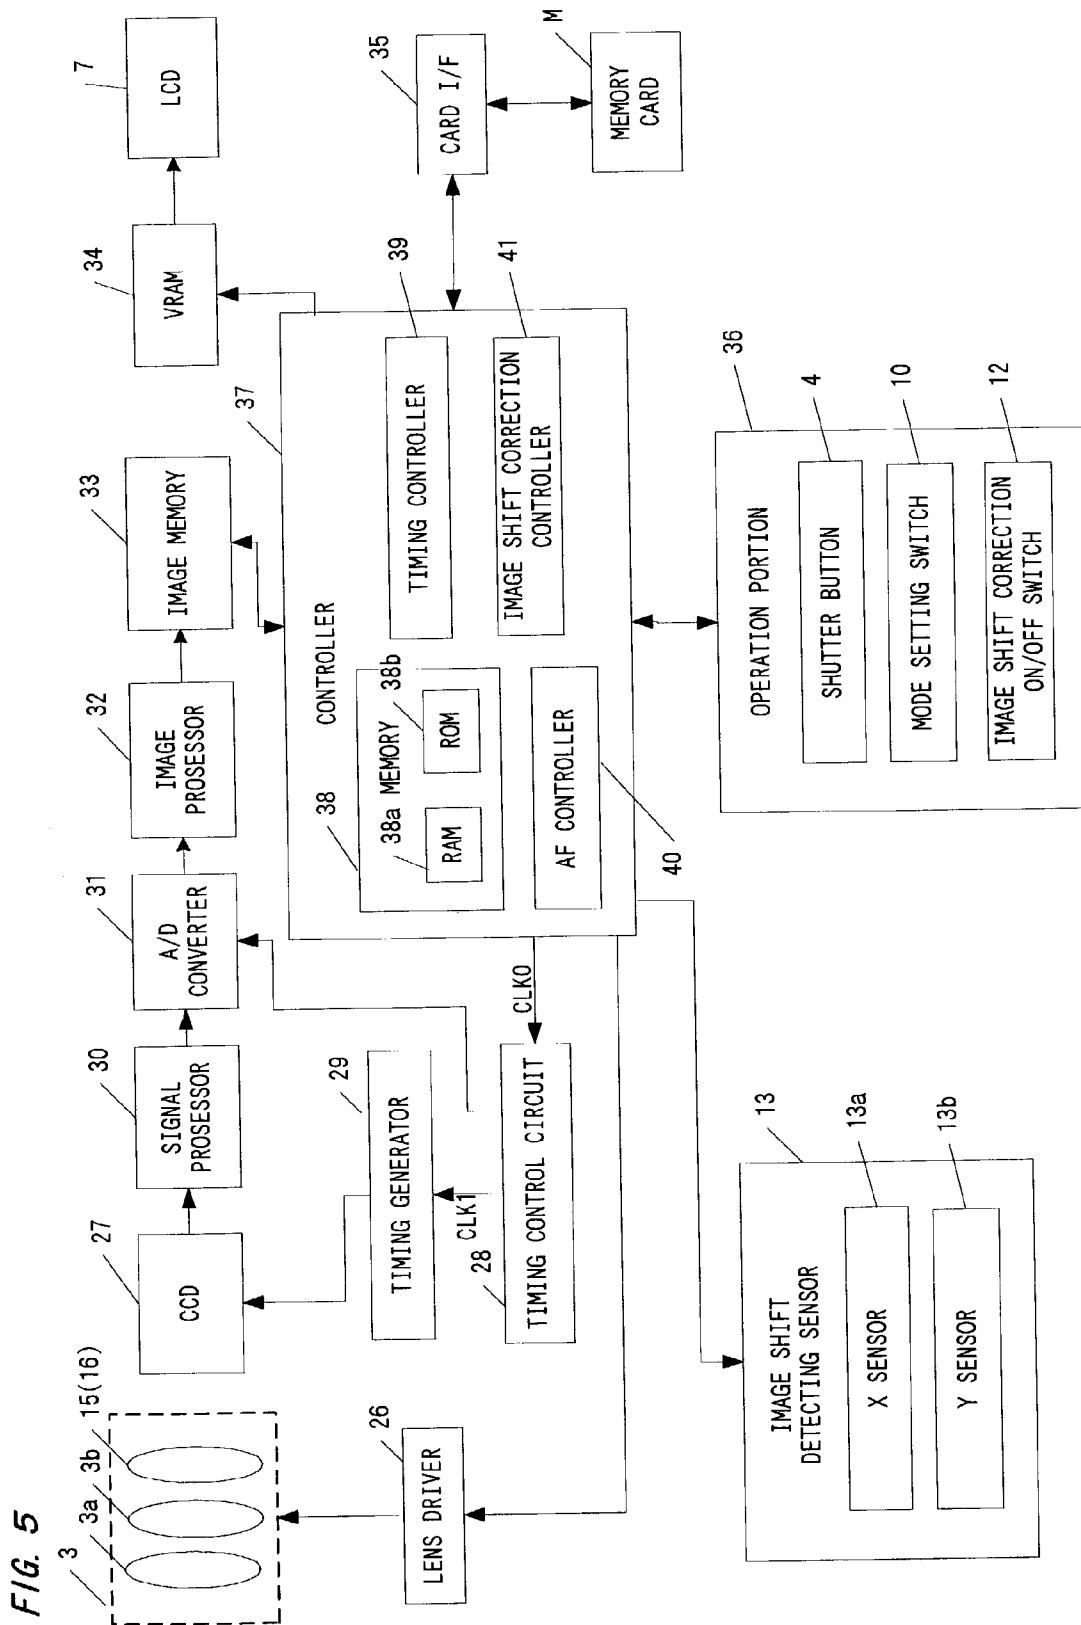 FIG. 5
3
3a
3b
15(16)
27
CCD
30
SIGNAL
PROSESSOR
31
A/D
CONVERTER
32
IMAGE
PROSESSOR
33
IMAGE MEMORY
34
VRAM
7
LCD
26
LENS DRIVER
29
TIMING GENERATOR
CLK1
28
TIMING CONTROL CIRCUIT
CLK0
37
CONTROLLER
38
MEMORY
38a
RAM
38b
ROM
AF CONTROLLER
40
39
TIMING CONTROLLER
41
IMAGE SHIFT CORRECTION
CONTROLLER
35
CARD I/F
M
MEMORY
CARD
13
IMAGE SHIFT
DETECTING SENSOR
13a
X SENSOR
13b
Y SENSOR
36
OPERATION PORTION
4
SHUTTER BUTTON
10
MODE SETTING SWITCH
12
IMAGE SHIFT CORRECTION
ON/OFF SWITCH